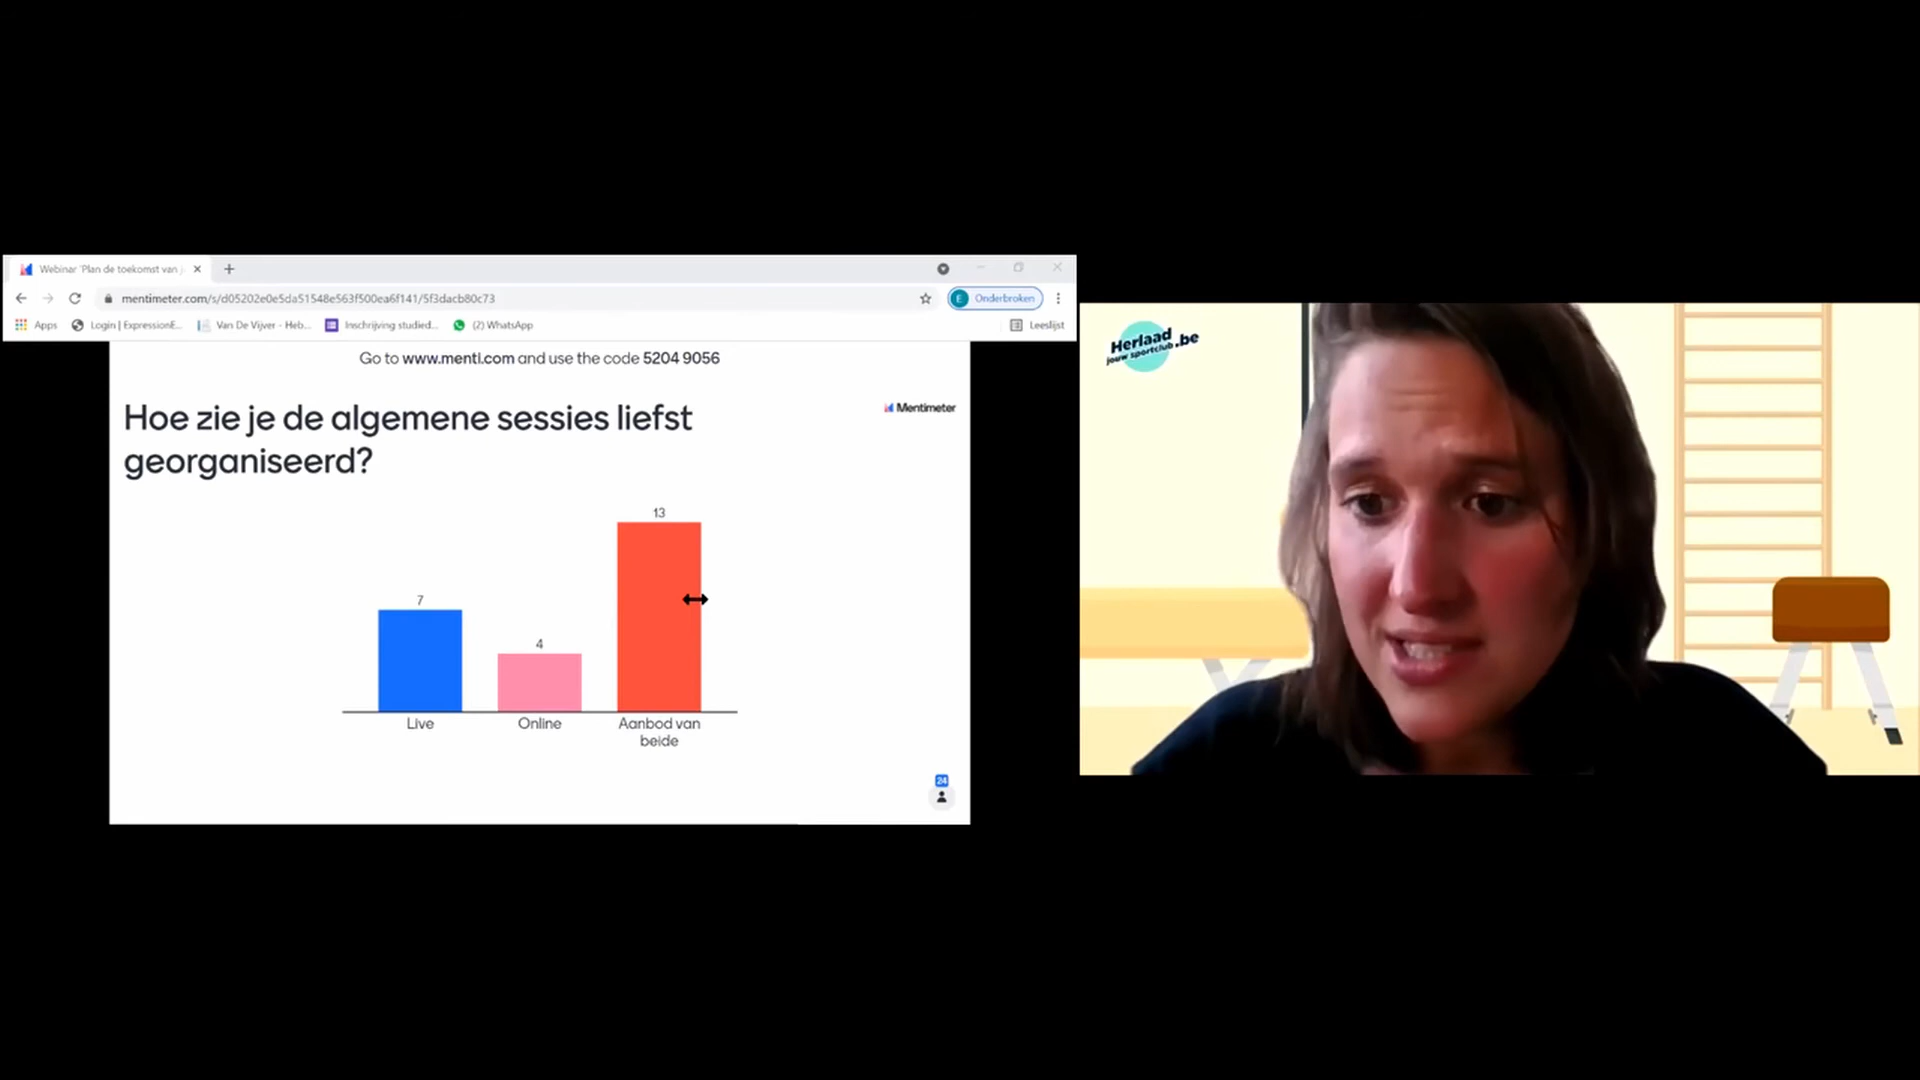 Webinar 'Plan de toekomst van j
mentimeter.com/s/d05202e0e5da51548e563f500ea6f141/5f3dacb80c73
E Onderbroken
Apps Login | ExpressionE... Van De Vijver - Heb... Inschrijving studied... (2) WhatsApp Leeslijst
Go to www.menti.com and use the code 5204 9056
Mentimeter
Hoe zie je de algemene sessies liefst
georganiseerd?
13
7
4
Live
Online
Aanbod van
beide
24
Herlaad
jouw sportclub.be